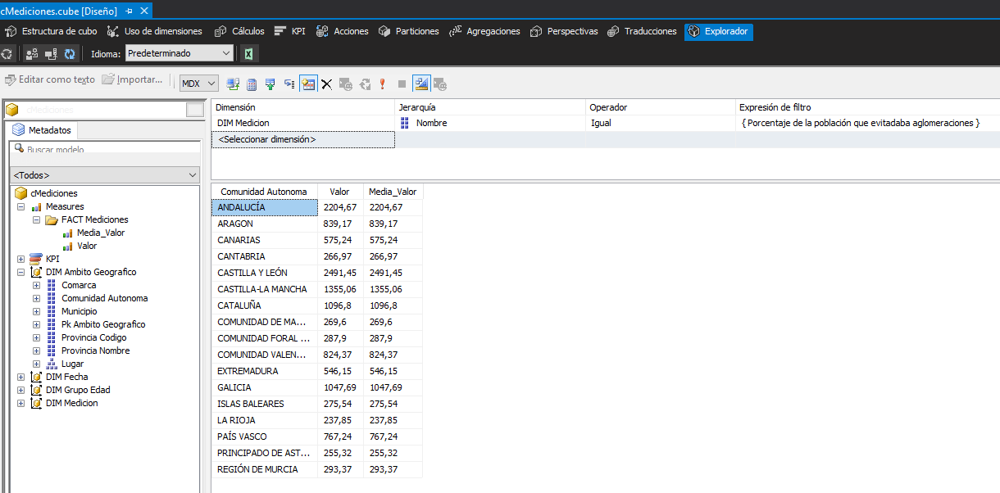 cMediciones.cube [Diseño]
Estructura de cubo Uso de dimensiones Cálculos KPI Acciones Particiones Agregaciones Perspectivas Traducciones Explorador
Idioma: Predeterminado
Editar como texto Importar... MDX
cMediciones
Metadatos
Buscar modelo
<Todos>
cMediciones
Measures
FACT Mediciones
Media_Valor
Valor
KPI
DIM Ambito Geografico
Comarca
Comunidad Autonoma
Municipio
Pk Ambito Geografico
Provincia Codigo
Provincia Nombre
Lugar
DIM Fecha
DIM Grupo Edad
DIM Medicion
Dimensión Jerarquía Operador Expresión de filtro
DIM Medicion Nombre Igual { Porcentaje de la población que evitadaba aglomeraciones }
<Seleccionar dimensión>
Comunidad Autonoma Valor Media_Valor
ANDALUCÍA 2204,67 2204,67
ARAGON 839,17 839,17
CANARIAS 575,24 575,24
CANTABRIA 266,97 266,97
CASTILLA Y LEÓN 2491,45 2491,45
CASTILLA-LA MANCHA 1355,06 1355,06
CATALUÑA 1096,8 1096,8
COMUNIDAD DE MA... 269,6 269,6
COMUNIDAD FORAL ... 287,9 287,9
COMUNIDAD VALEN... 824,37 824,37
EXTREMADURA 546,15 546,15
GALICIA 1047,69 1047,69
ISLAS BALEARES 275,54 275,54
LA RIOJA 237,85 237,85
PAÍS VASCO 767,24 767,24
PRINCIPADO DE AST... 255,32 255,32
REGIÓN DE MURCIA 293,37 293,37